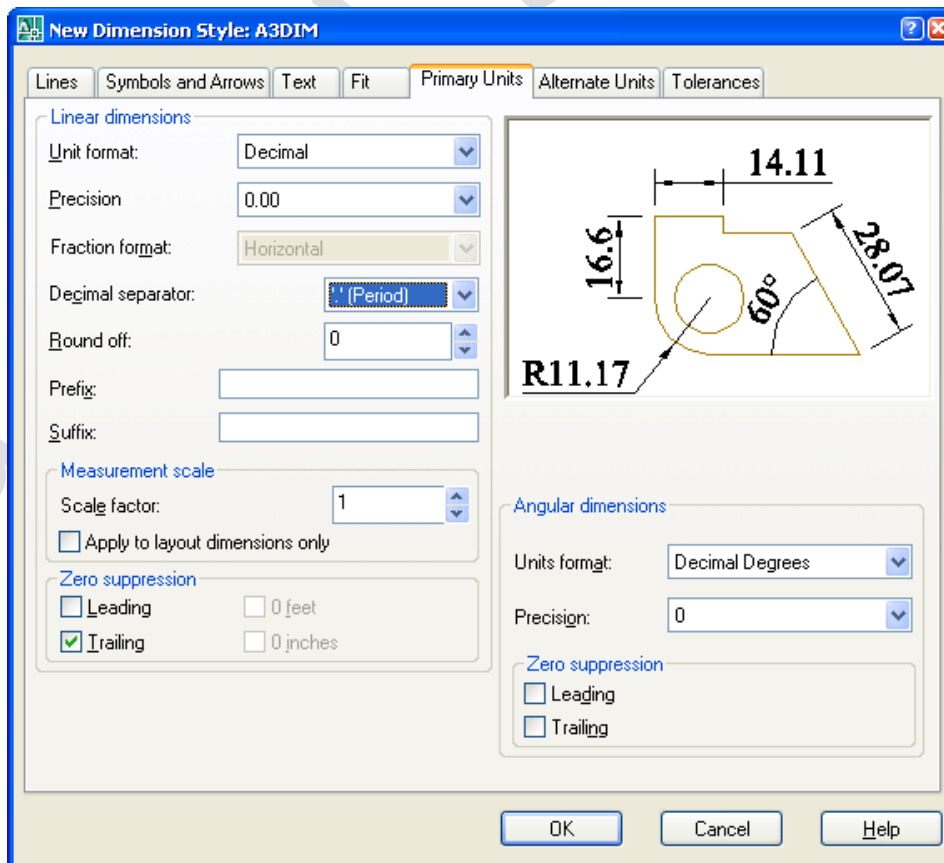 New Dimension Style: A3DIM
Lines Symbols and Arrows Text Fit Primary Units Alternate Units Tolerances
Linear dimensions
Unit format: Decimal
Precision 0.00
Fraction format: Horizontal
Decimal separator: '.' (Period)
Round off: 0
Prefix:
Suffix:
Measurement scale
Scale factor: 1
Apply to layout dimensions only
Zero suppression
Leading 0 feet
Trailing 0 inches
14.11
16.6
28.07
60°
R11.17
Angular dimensions
Units format: Decimal Degrees
Precision: 0
Zero suppression
Leading
Trailing
OK Cancel Help